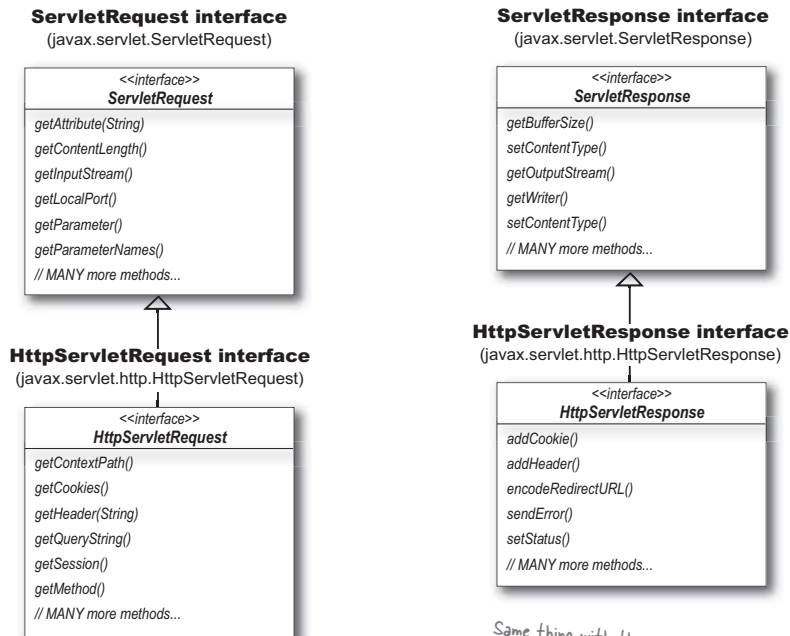 ServletRequest interface
(javax.servlet.ServletRequest)
<<interface>>
ServletRequest
getAttribute(String)
getContentLength()
getInputStream()
getLocalPort()
getParameter()
getParameterNames()
// MANY more methods...
HttpServletRequest interface
(javax.servlet.http.HttpServletRequest)
<<interface>>
HttpServletRequest
getContextPath()
getCookies()
getHeader(String)
getQueryString()
getSession()
getMethod()
// MANY more methods...
ServletResponse interface
(javax.servlet.ServletResponse)
<<interface>>
ServletResponse
getBufferSize()
setContentType()
getOutputStream()
getWriter()
setContentType()
// MANY more methods...
HttpServletResponse interface
(javax.servlet.http.HttpServletResponse)
<<interface>>
HttpServletResponse
addCookie()
addHeader()
encodeRedirectURL()
sendError()
setStatus()
// MANY more methods...
Same thing with